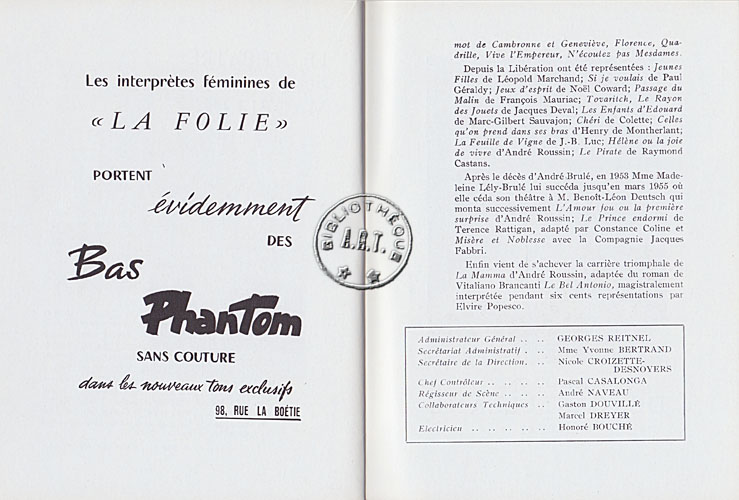 Les interprètes féminines de
« LA FOLIE »
PORTENT
évidemment
DES
Bas
Phantom
SANS COUTURE
dans les nouveaux tons exclusifs
98, RUE LA BOÉTIE
BIBLIOTHÈQUE
A.R.T.
mot de Cambronne et Geneviève, Florence, Qua-
drille, Vive l'Empereur, N'écoutez pas Mesdames.
Depuis la Libération ont été représentées : Jeunes
Filles de Léopold Marchand; Si je voulais de Paul
Géraldy; Jeux d'esprit de Noël Coward; Passage du
Malin de François Mauriac; Tovaritch, Le Rayon
des Jouets de Jacques Deval; Les Enfants d'Edouard
de Marc-Gilbert Sauvajon; Chéri de Colette; Celles
qu'on prend dans ses bras d'Henry de Montherlant;
La Feuille de Vigne de J.-B. Luc; Hélène ou la joie
de vivre d'André Roussin; Le Pirate de Raymond
Castans.
Après le décès d'André-Brulé, en 1953 Mme Made-
leine Lély-Brulé lui succéda jusqu'en mars 1955 où
elle céda son théâtre à M. Benoît-Léon Deutsch qui
monta successivement L'Amour fou ou la première
surprise d'André Roussin; Le Prince endormi de
Terence Rattigan, adapté par Constance Coline et
Misère et Noblesse avec la Compagnie Jacques
Fabbri.
Enfin vient de s'achever la carrière triomphale de
La Mamma d'André Roussin, adaptée du roman de
Vitaliano Brancanti Le Bel Antonio, magistralement
interprétée pendant six cents représentations par
Elvire Popesco.
Administrateur Général .. .. GEORGES REITNEL
Secrétariat Administratif . .. Mme Yvonne BERTRAND
Secrétaire de la Direction. .. Nicole CROIZETTE-
DESNOYERS
Chef Contrôleur .. .. .. .. Pascal CASALONGA
Régisseur de Scène .. .. .. André NAVEAU
Collaborateurs Techniques .. Gaston DOUVILLÉ
Marcel DREYER
Electricien .. .. .. .. .. Honoré BOUCHÉ